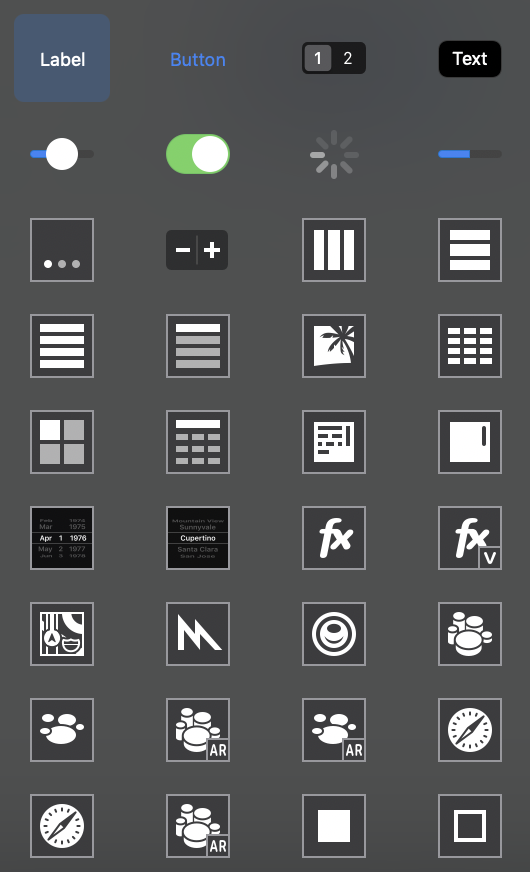 Label
Button
1 2
Text
Feb 1974
Mar 1975
Apr 1 1976
May 2 1977
Jun 3 1978
Mountain View
Sunnyvale
Cupertino
Santa Clara
San Jose
fx
fx
V
AR
AR
AR